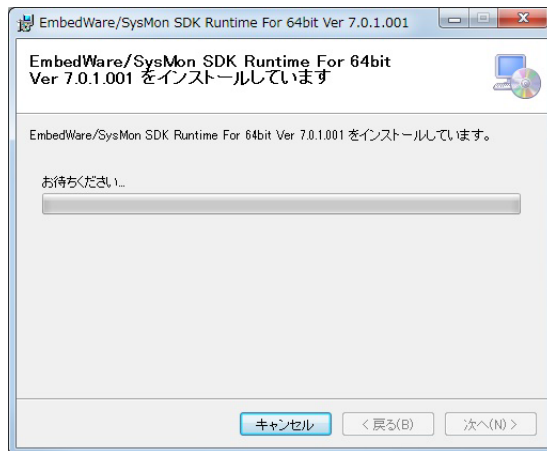 EmbedWare/SysMon SDK Runtime For 64bit Ver 7.0.1.001
EmbedWare/SysMon SDK Runtime For 64bit
Ver 7.0.1.001 をインストールしています
EmbedWare/SysMon SDK Runtime For 64bit Ver 7.0.1.001 をインストールしています。
お待ちください...
キャンセル
< 戻る(B)
次へ(N) >